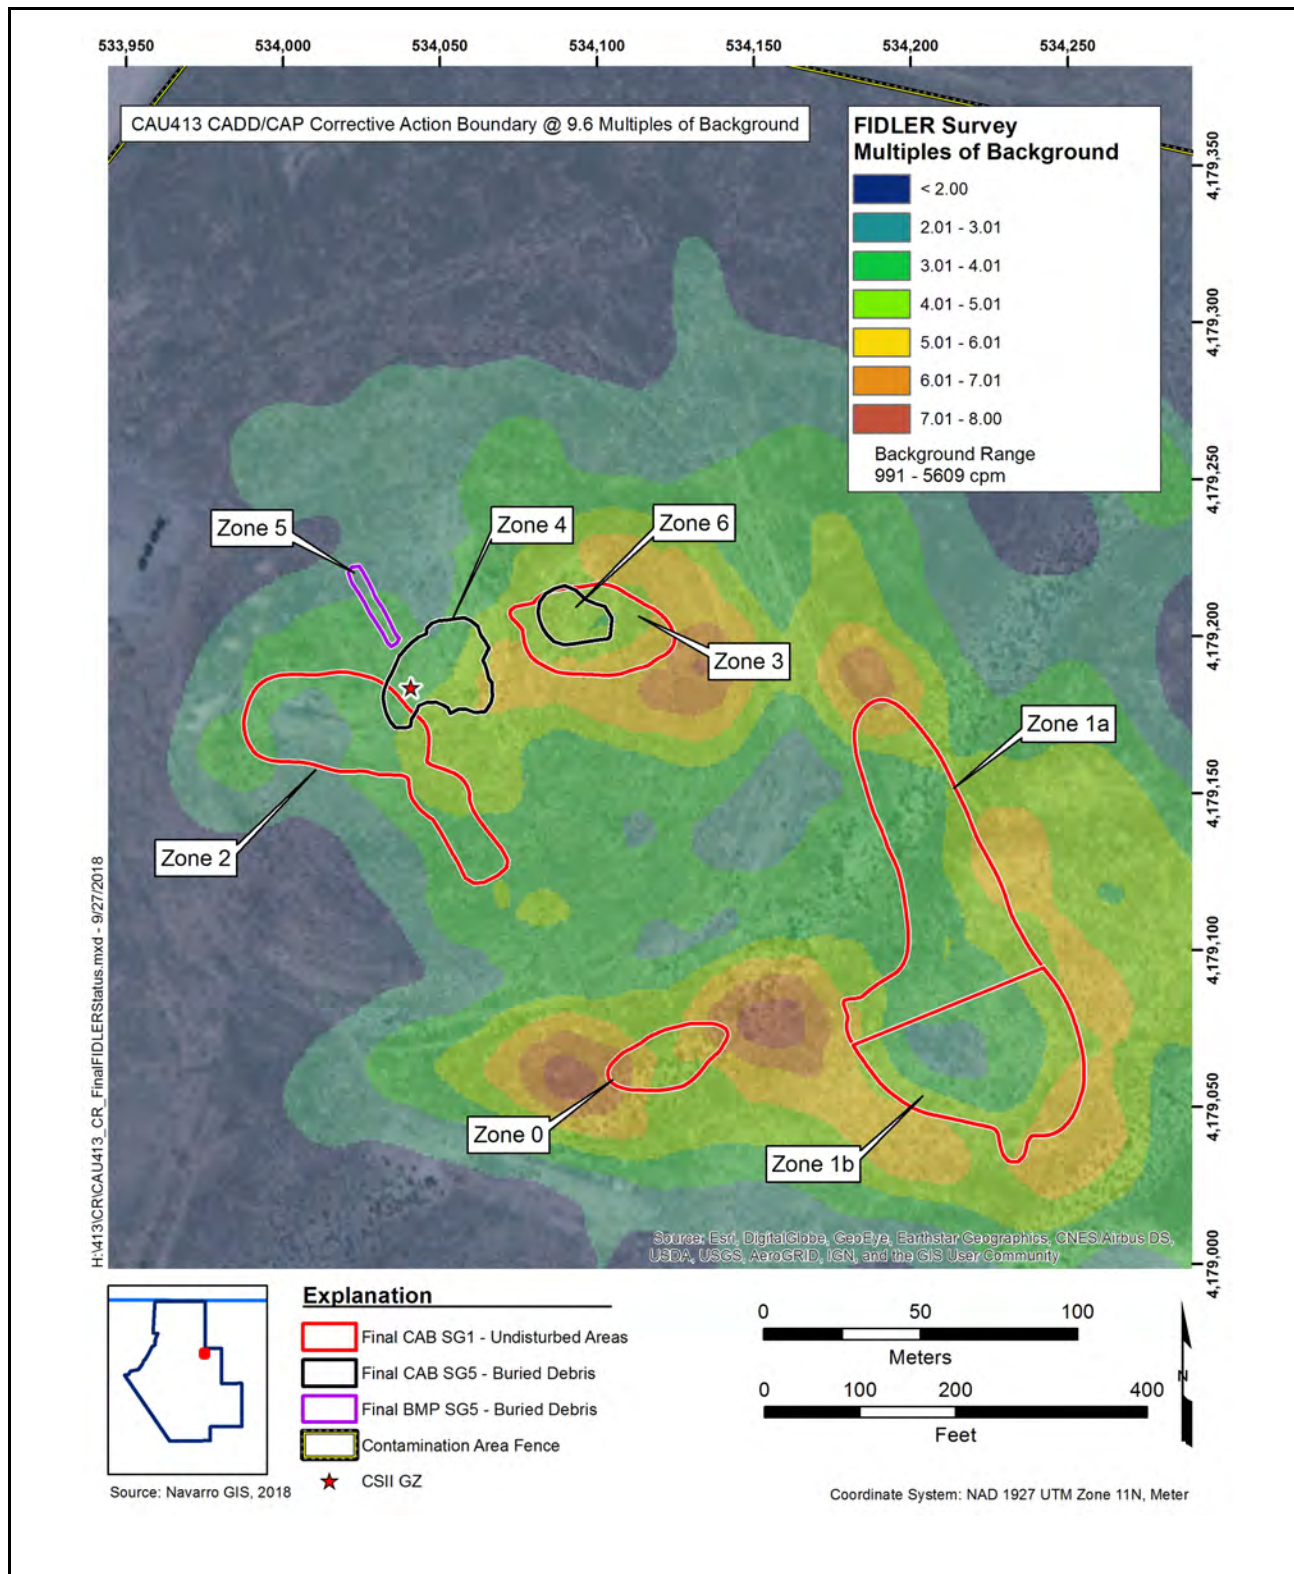 533,950 534,000 534,050 534,100 534,150 534,200 534,250
CAU413 CADD/CAP Corrective Action Boundary @ 9.6 Multiples of Background
FIDLER Survey
Multiples of Background
< 2.00
2.01 - 3.01
3.01 - 4.01
4.01 - 5.01
5.01 - 6.01
6.01 - 7.01
7.01 - 8.00
Background Range
991 - 5609 cpm
4,179,350
4,179,300
4,179,250
4,179,200
4,179,150
4,179,100
4,179,050
4,179,000
Zone 5
Zone 4
Zone 6
Zone 3
Zone 1a
Zone 2
Zone 0
Zone 1b
H:\413\CR\CAU413_CR_FinalFIDLERStatus.mxd - 9/27/2018
Source: Esri, DigitalGlobe, GeoEye, Earthstar Geographics, CNES/Airbus DS,
USDA, USGS, AeroGRID, IGN, and the GIS User Community
Explanation
Final CAB SG1 - Undisturbed Areas
Final CAB SG5 - Buried Debris
Final BMP SG5 - Buried Debris
Contamination Area Fence
CSII GZ
0 50 100
Meters
0 100 200 400
Feet
N
Source: Navarro GIS, 2018
Coordinate System: NAD 1927 UTM Zone 11N, Meter